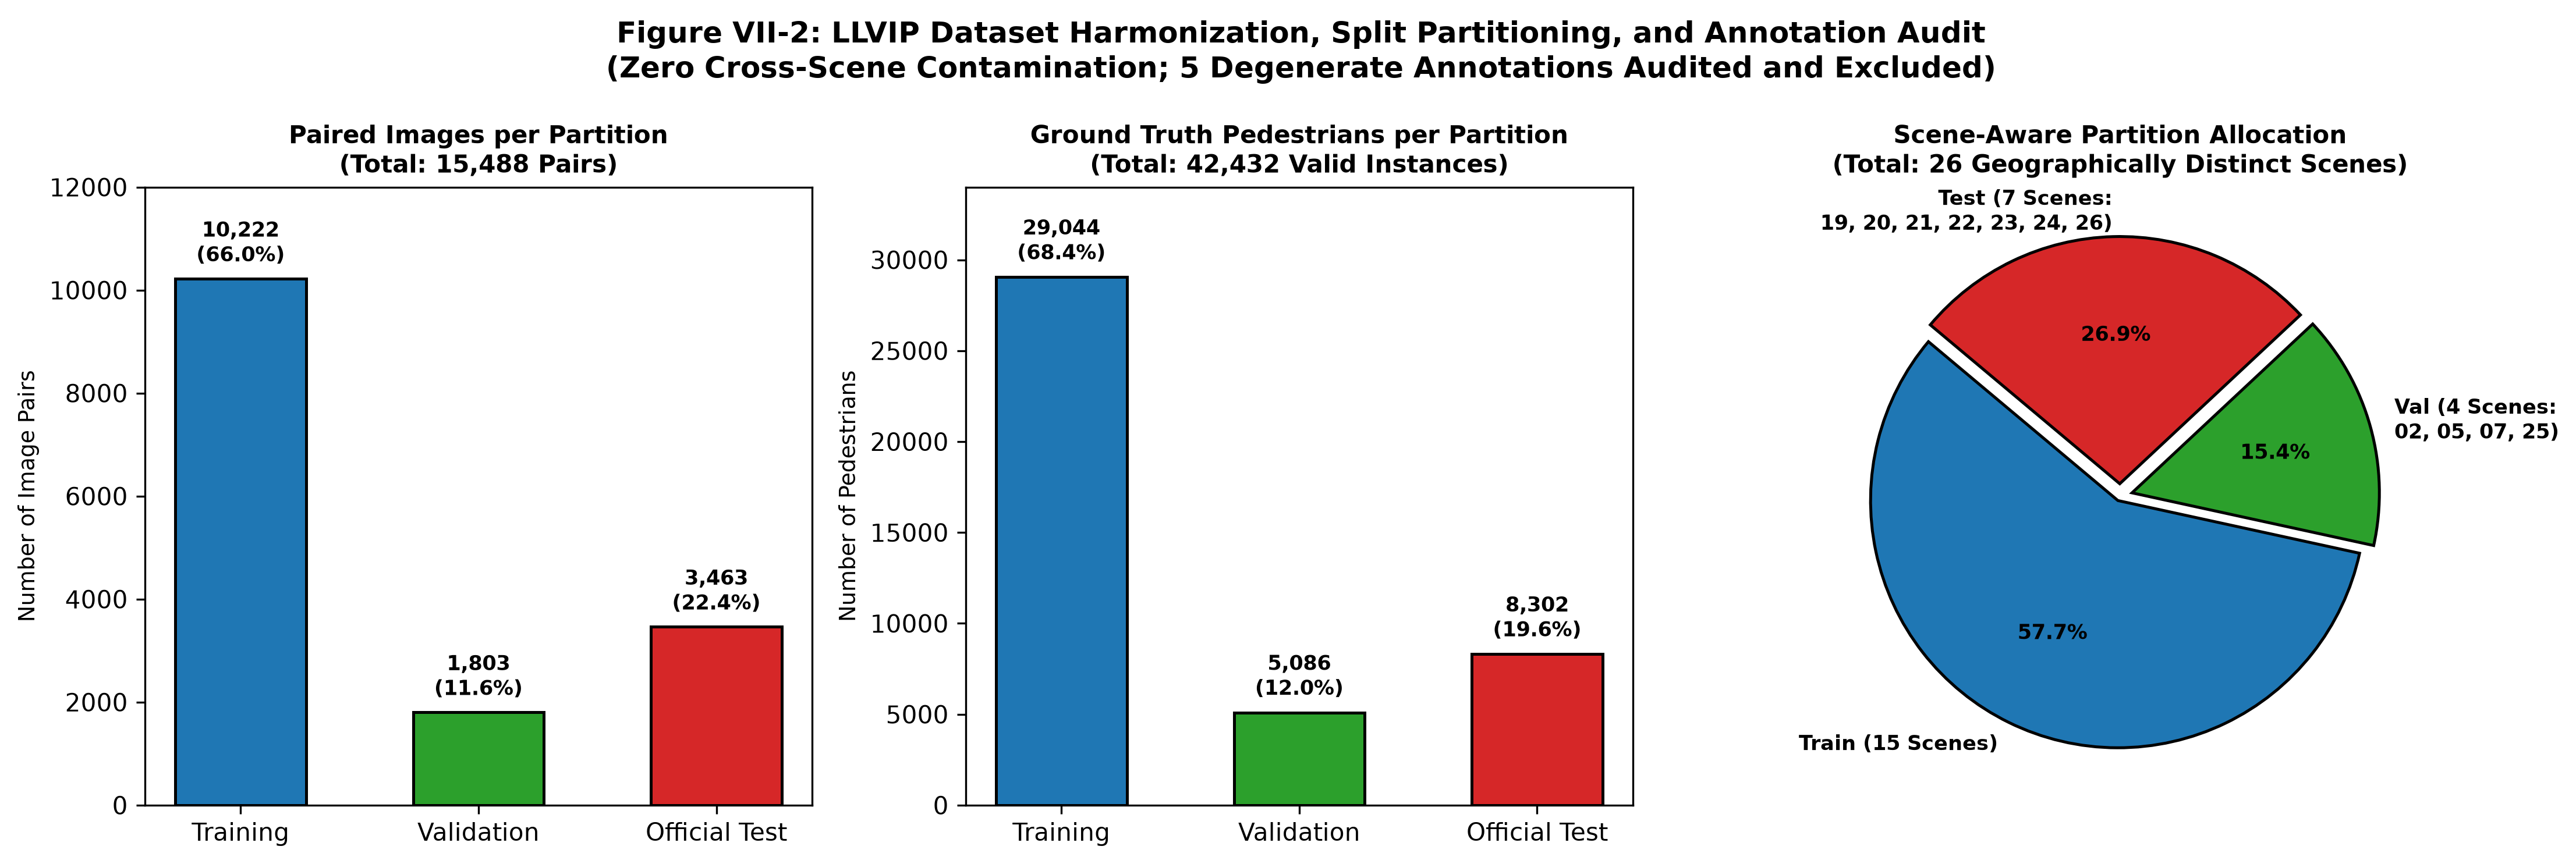 Figure VII-2: LLVIP Dataset Harmonization, Split Partitioning, and Annotation Audit
(Zero Cross-Scene Contamination; 5 Degenerate Annotations Audited and Excluded)
Paired Images per Partition
(Total: 15,488 Pairs)
Number of Image Pairs
12000
10000
8000
6000
4000
2000
0
10,222
(66.0%)
1,803
(11.6%)
3,463
(22.4%)
Training
Validation
Official Test
Ground Truth Pedestrians per Partition
(Total: 42,432 Valid Instances)
Number of Pedestrians
30000
25000
20000
15000
10000
5000
0
29,044
(68.4%)
5,086
(12.0%)
8,302
(19.6%)
Training
Validation
Official Test
Scene-Aware Partition Allocation
(Total: 26 Geographically Distinct Scenes)
Test (7 Scenes:
19, 20, 21, 22, 23, 24, 26)
26.9%
Val (4 Scenes:
02, 05, 07, 25)
15.4%
57.7%
Train (15 Scenes)